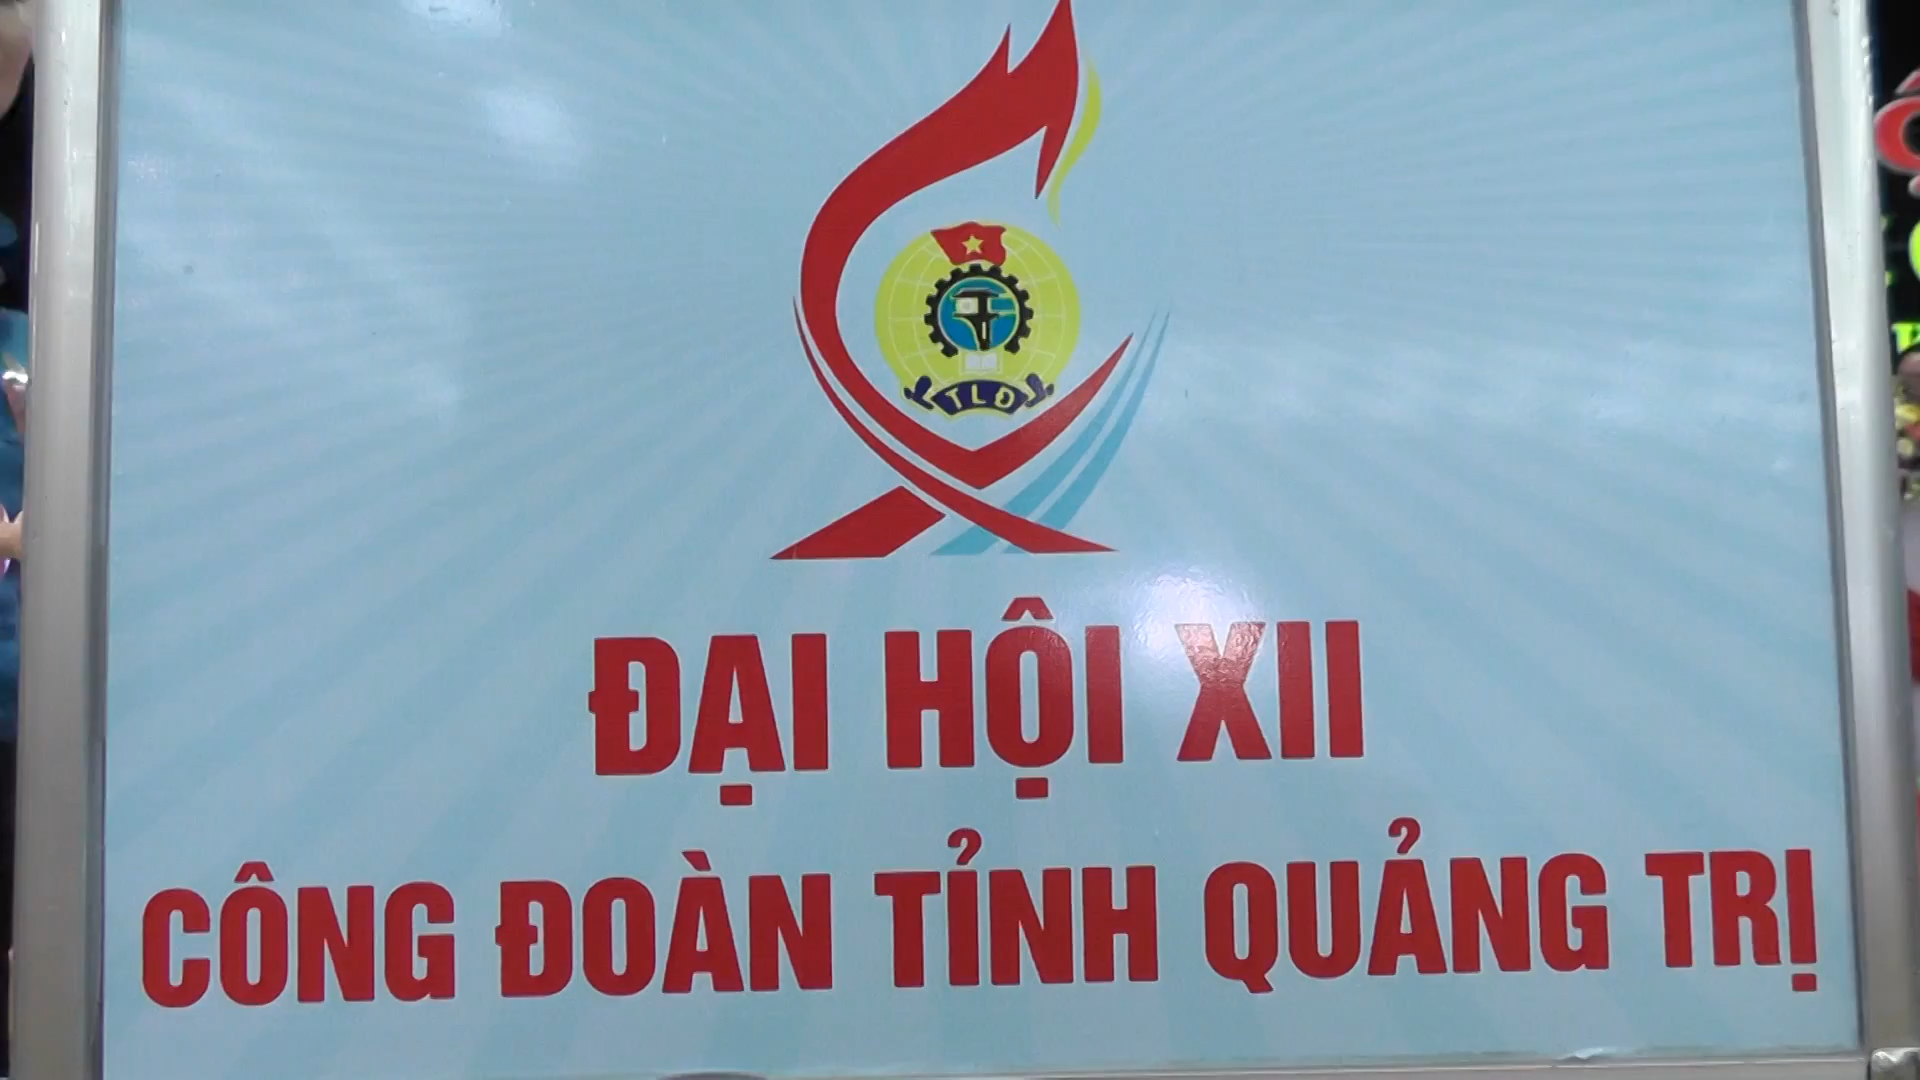 TLĐ
ĐẠI HỘI XII
CÔNG ĐOÀN TỈNH QUẢNG TRỊ